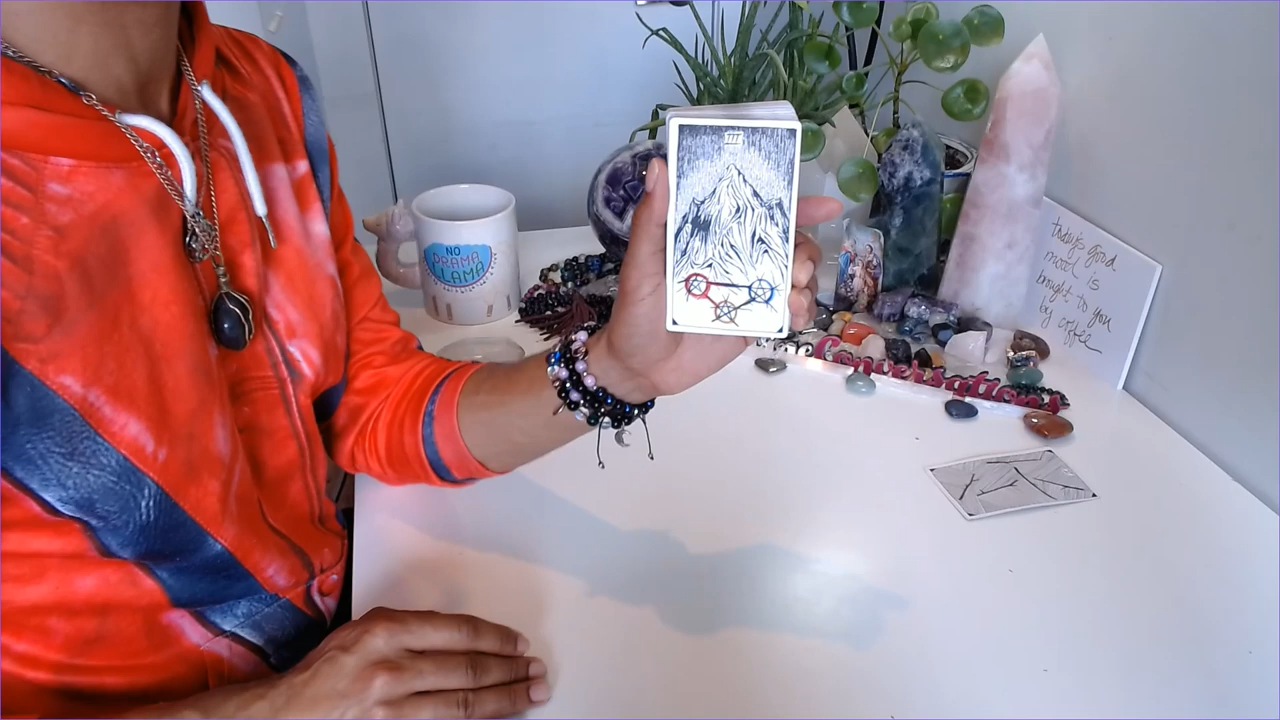 III
NO
DRAMA
LLAMA
today's good
mood is
brought to you
by coffee
Conversations